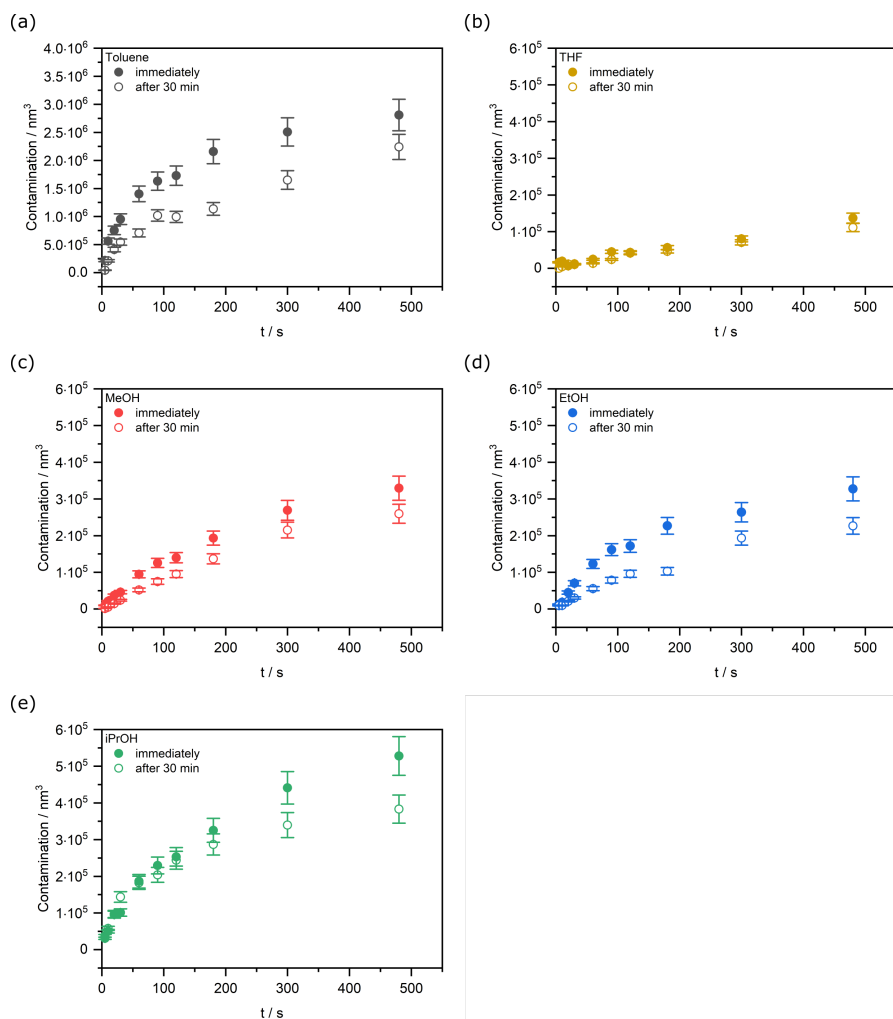 (a)
Toluene
immediately
after 30 min
4.0·10⁶
3.5·10⁶
3.0·10⁶
2.5·10⁶
2.0·10⁶
1.5·10⁶
1.0·10⁶
5.0·10⁵
0.0
Contamination / nm³
0 100 200 300 400 500
t / s
(b)
THF
immediately
after 30 min
6·10⁵
5·10⁵
4·10⁵
3·10⁵
2·10⁵
1·10⁵
0
Contamination / nm³
0 100 200 300 400 500
t / s
(c)
MeOH
immediately
after 30 min
6·10⁵
5·10⁵
4·10⁵
3·10⁵
2·10⁵
1·10⁵
0
Contamination / nm³
0 100 200 300 400 500
t / s
(d)
EtOH
immediately
after 30 min
6·10⁵
5·10⁵
4·10⁵
3·10⁵
2·10⁵
1·10⁵
0
Contamination / nm³
0 100 200 300 400 500
t / s
(e)
iPrOH
immediately
after 30 min
6·10⁵
5·10⁵
4·10⁵
3·10⁵
2·10⁵
1·10⁵
0
Contamination / nm³
0 100 200 300 400 500
t / s